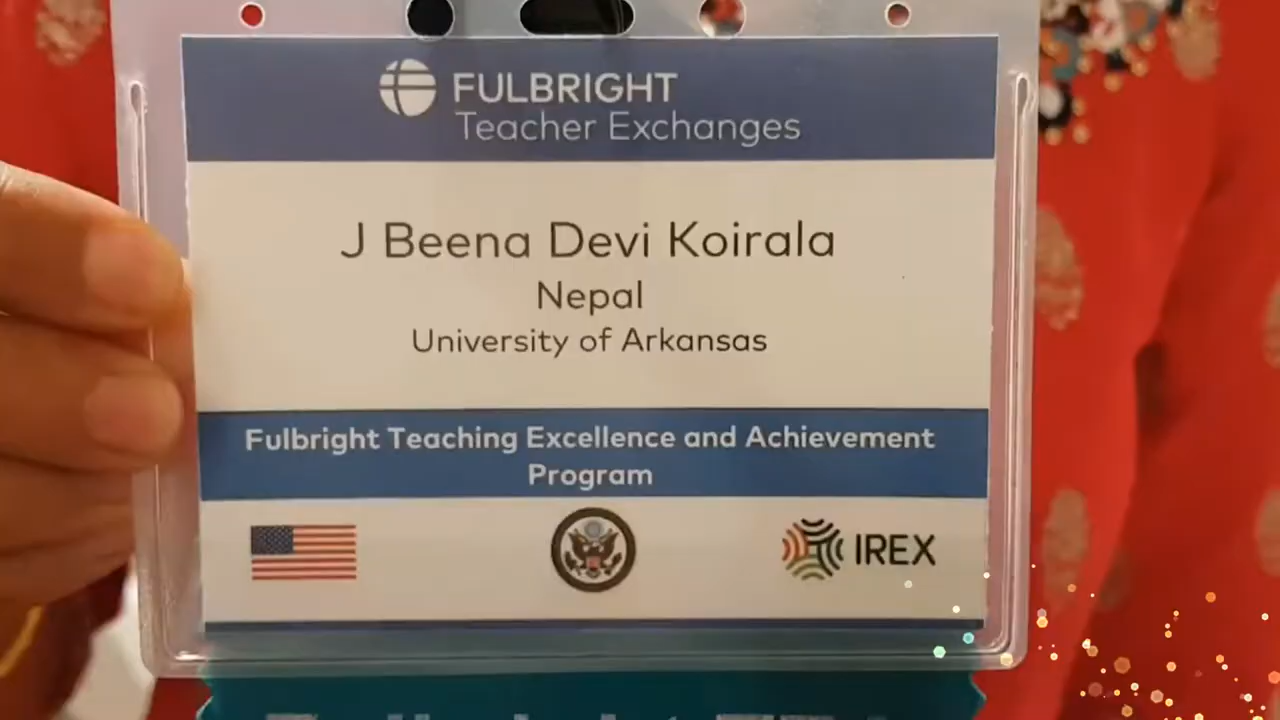 FULBRIGHT
Teacher Exchanges
J Beena Devi Koirala
Nepal
University of Arkansas
Fulbright Teaching Excellence and Achievement
Program
IREX